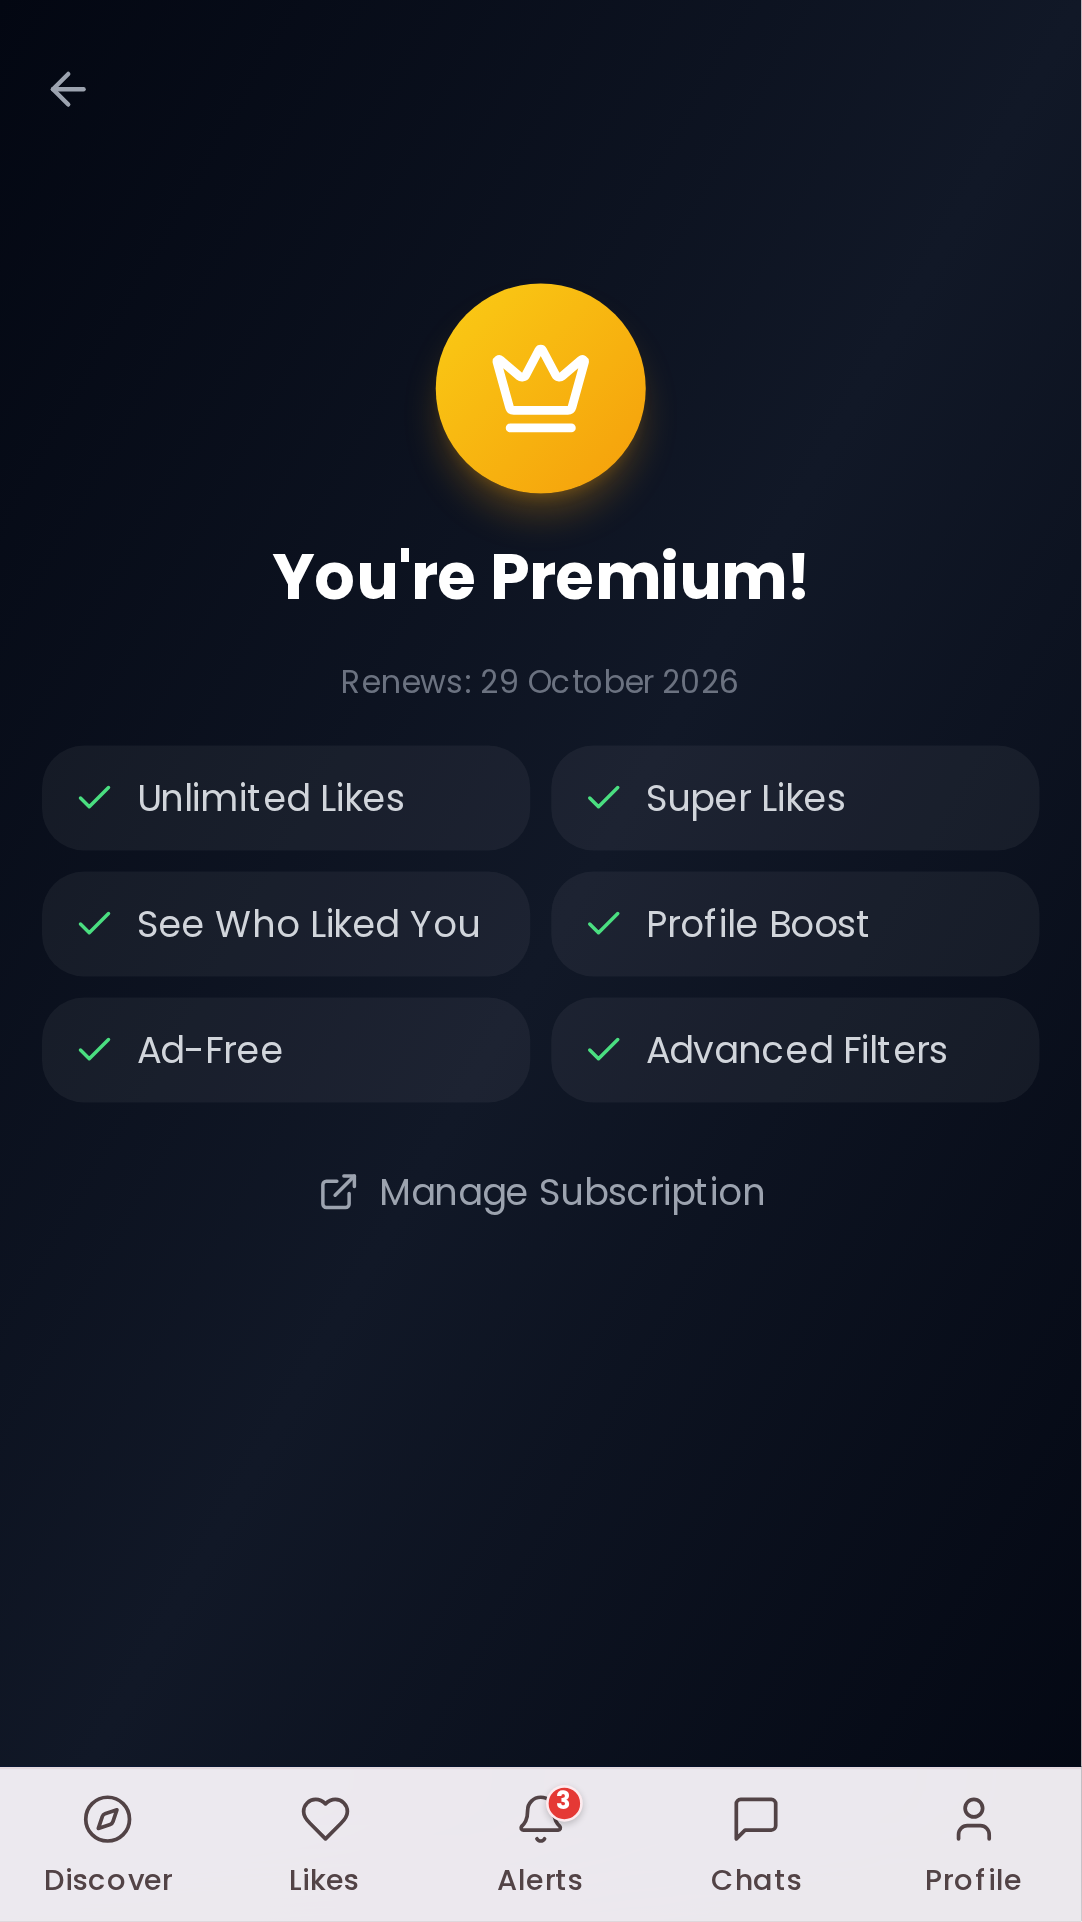 You're Premium!
Renews: 29 October 2026
Unlimited Likes
Super Likes
See Who Liked You
Profile Boost
Ad-Free
Advanced Filters
Manage Subscription
3
Discover
Likes
Alerts
Chats
Profile